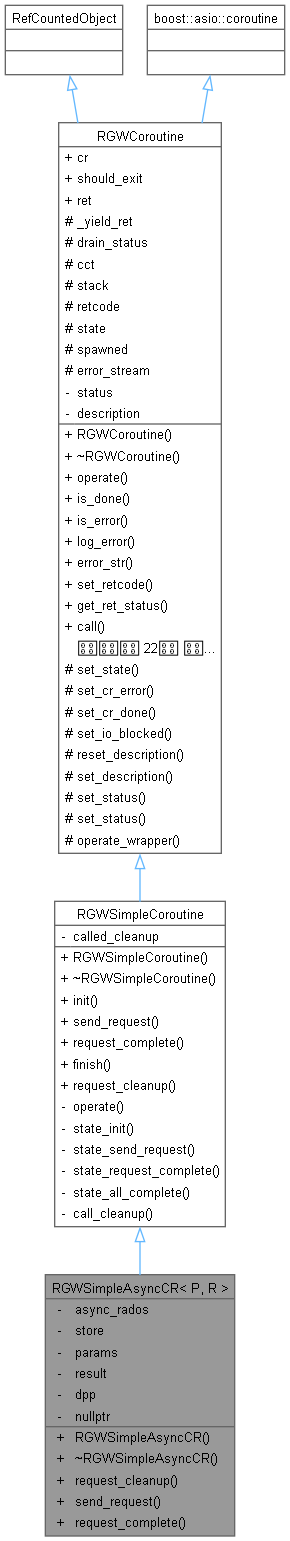 RefCountedObject
boost::asio::coroutine
RGWCoroutine
+ cr
+ should_exit
+ ret
# _yield_ret
# drain_status
# cct
# stack
# retcode
# state
# spawned
# error_stream
- status
- description
+ RGWCoroutine()
+ ~RGWCoroutine()
+ operate()
+ is_done()
+ is_error()
+ log_error()
+ error_str()
+ set_retcode()
+ get_ret_status()
+ call()
22 ...
# set_state()
# set_cr_error()
# set_cr_done()
# set_io_blocked()
# reset_description()
# set_description()
# set_status()
# set_status()
# operate_wrapper()
RGWSimpleCoroutine
- called_cleanup
+ RGWSimpleCoroutine()
+ ~RGWSimpleCoroutine()
+ init()
+ send_request()
+ request_complete()
+ finish()
+ request_cleanup()
- operate()
- state_init()
- state_send_request()
- state_request_complete()
- state_all_complete()
- call_cleanup()
RGWSimpleAsyncCR< P, R >
- async_rados
- store
- params
- result
- dpp
- nullptr
+ RGWSimpleAsyncCR()
+ ~RGWSimpleAsyncCR()
+ request_cleanup()
+ send_request()
+ request_complete()